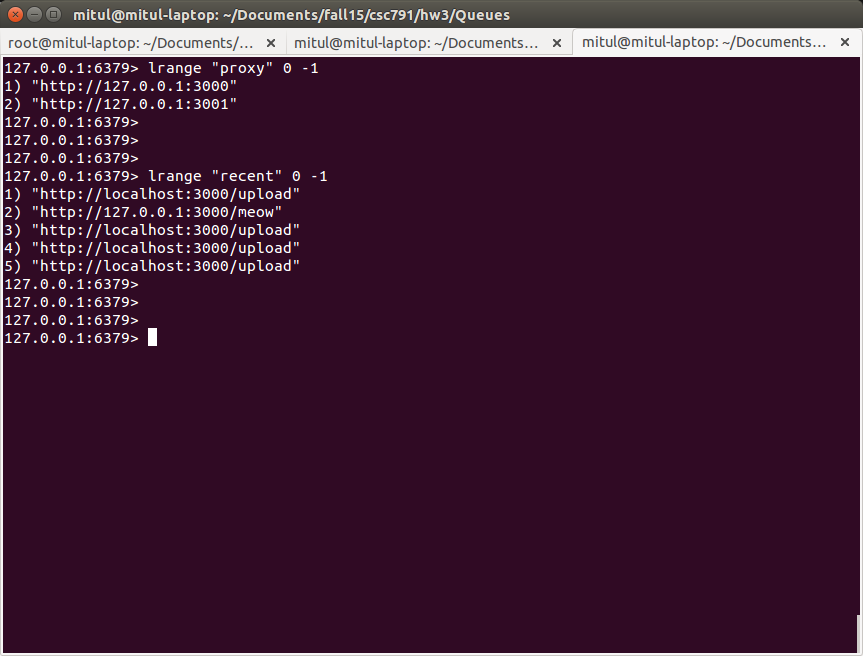 mitul@mitul-laptop: ~/Documents/fall15/csc791/hw3/Queues
root@mitul-laptop: ~/Documents/... × mitul@mitul-laptop: ~/Documents... × mitul@mitul-laptop: ~/Documents... ×
127.0.0.1:6379> lrange "proxy" 0 -1
1) "http://127.0.0.1:3000"
2) "http://127.0.0.1:3001"
127.0.0.1:6379>
127.0.0.1:6379>
127.0.0.1:6379>
127.0.0.1:6379> lrange "recent" 0 -1
1) "http://localhost:3000/upload"
2) "http://127.0.0.1:3000/meow"
3) "http://localhost:3000/upload"
4) "http://localhost:3000/upload"
5) "http://localhost:3000/upload"
127.0.0.1:6379>
127.0.0.1:6379>
127.0.0.1:6379>
127.0.0.1:6379>